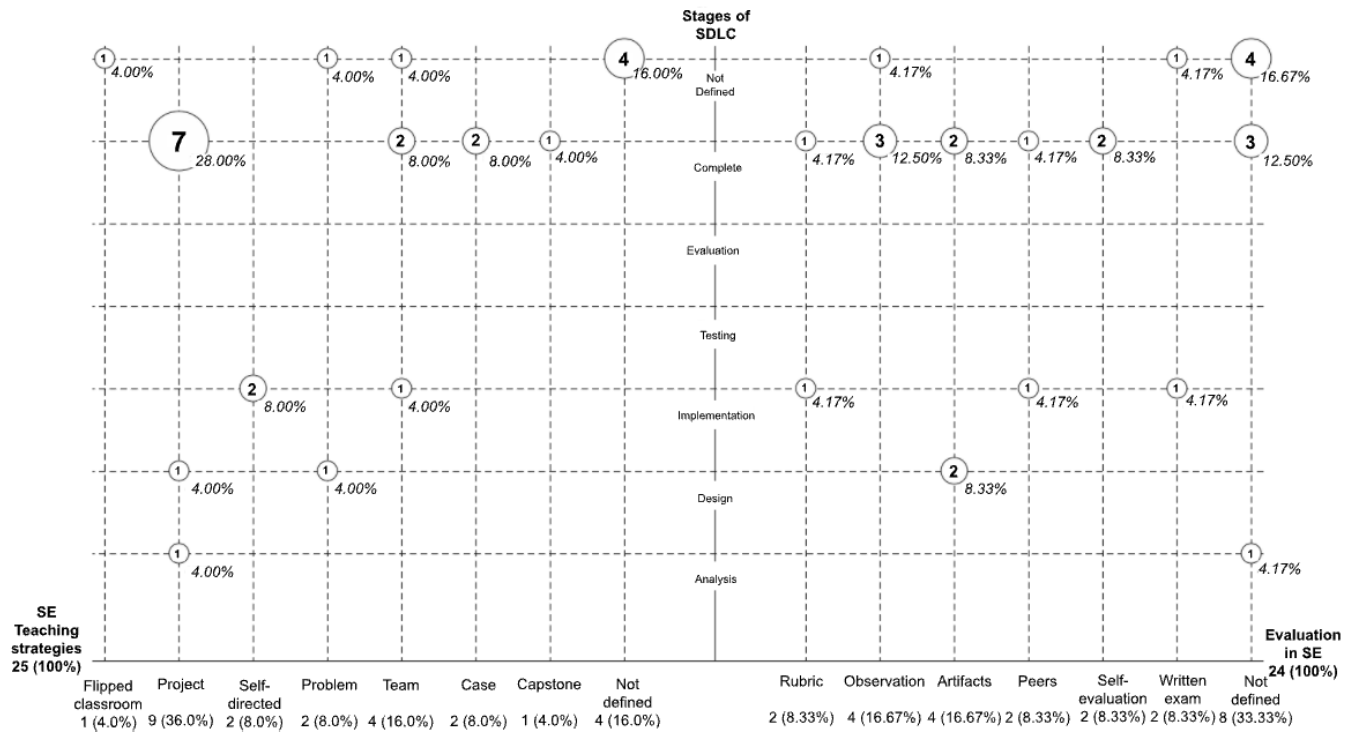 Stages of
SDLC
1 1 1 4 1 1 4
4.00% 4.00% 4.00% 16.00% 4.17% 4.17% 16.67%
Not
Defined
7 2 2 1 1 3 2 1 2 3
28.00% 8.00% 8.00% 4.00% 4.17% 12.50% 8.33% 4.17% 8.33% 12.50%
Complete
Evaluation
Testing
2 1 1 1 1
8.00% 4.00% 4.17% 4.17% 4.17%
Implementation
1 1 2
4.00% 4.00% 8.33%
Design
1 1
4.00% 4.17%
Analysis
SE
Teaching
strategies
25 (100%)
Evaluation
in SE
24 (100%)
Flipped
classroom
1 (4.0%)
Project
9 (36.0%)
Self-
directed
2 (8.0%)
Problem
2 (8.0%)
Team
4 (16.0%)
Case
2 (8.0%)
Capstone
1 (4.0%)
Not
defined
4 (16.0%)
Rubric
2 (8.33%)
Observation
4 (16.67%)
Artifacts
4 (16.67%)
Peers
2 (8.33%)
Self-
evaluation
2 (8.33%)
Written
exam
2 (8.33%)
Not
defined
8 (33.33%)